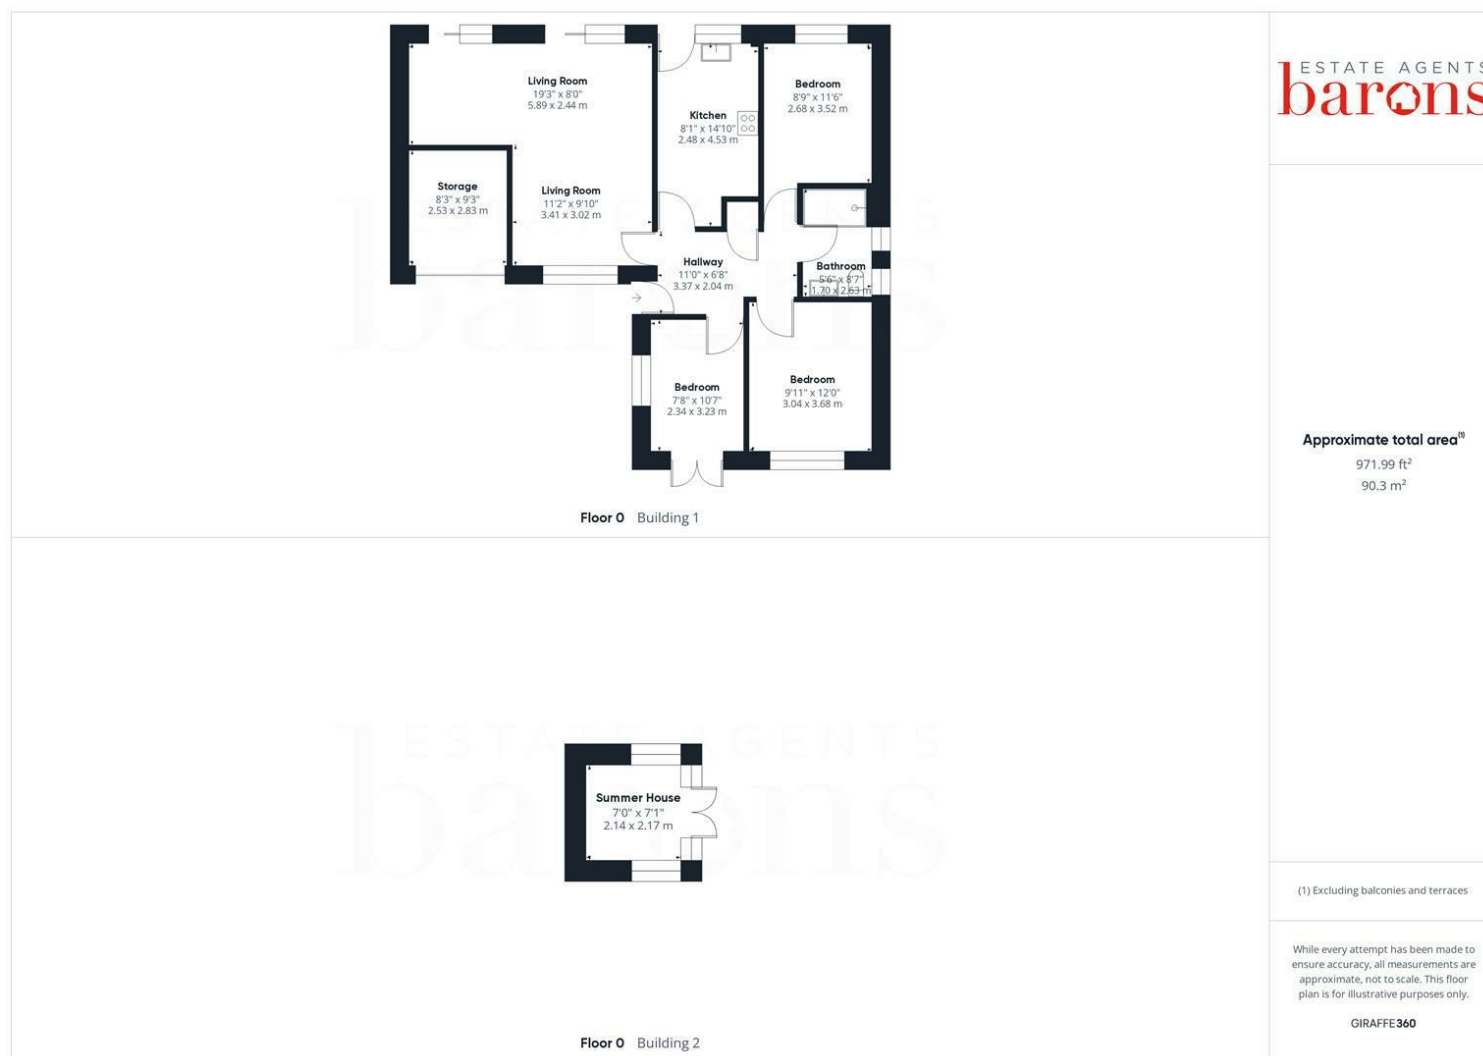 Living Room
19'3" x 8'0"
5.89 x 2.44 m
Kitchen
8'1" x 14'10"
2.48 x 4.53 m
Bedroom
8'9" x 11'6"
2.68 x 3.52 m
Storage
8'3" x 9'3"
2.53 x 2.83 m
Living Room
11'2" x 9'10"
3.41 x 3.02 m
Hallway
11'0" x 6'8"
3.37 x 2.04 m
Bathroom
5'6" x 8'7"
1.70 x 2.63 m
Bedroom
7'8" x 10'7"
2.34 x 3.23 m
Bedroom
9'11" x 12'0"
3.04 x 3.68 m
Floor 0 Building 1
ESTATE AGENTS
barons
Summer House
7'0" x 7'1"
2.14 x 2.17 m
Floor 0 Building 2
ESTATE AGENTS
barons
Approximate total area(1)
971.99 ft²
90.3 m²
(1) Excluding balconies and terraces
While every attempt has been made to
ensure accuracy, all measurements are
approximate, not to scale. This floor
plan is for illustrative purposes only.
GIRAFFE360